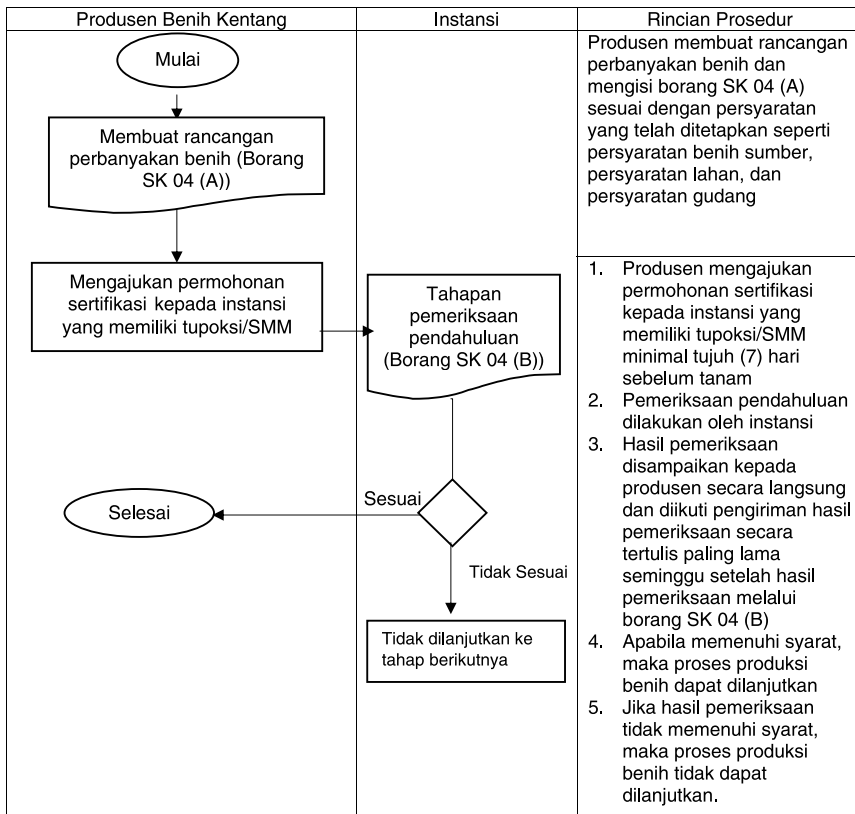 Produsen Benih Kentang
Instansi
Rincian Prosedur
Mulai
Membuat rancangan
perbanyakan benih (Borang
SK 04 (A))
Produsen membuat rancangan
perbanyakan benih dan
mengisi borang SK 04 (A)
sesuai dengan persyaratan
yang telah ditetapkan seperti
persyaratan benih sumber,
persyaratan lahan, dan
persyaratan gudang
Mengajukan permohonan
sertifikasi kepada instansi
yang memiliki tupoksi/SMM
Tahapan
pemeriksaan
pendahuluan
(Borang SK 04 (B))
Sesuai
Selesai
Tidak Sesuai
Tidak dilanjutkan ke
tahap berikutnya
1. Produsen mengajukan
permohonan sertifikasi
kepada instansi yang
memiliki tupoksi/SMM
minimal tujuh (7) hari
sebelum tanam
2. Pemeriksaan pendahuluan
dilakukan oleh instansi
3. Hasil pemeriksaan
disampaikan kepada
produsen secara langsung
dan diikuti pengiriman hasil
pemeriksaan secara
tertulis paling lama
seminggu setelah hasil
pemeriksaan melalui
borang SK 04 (B)
4. Apabila memenuhi syarat,
maka proses produksi
benih dapat dilanjutkan
5. Jika hasil pemeriksaan
tidak memenuhi syarat,
maka proses produksi
benih tidak dapat
dilanjutkan.